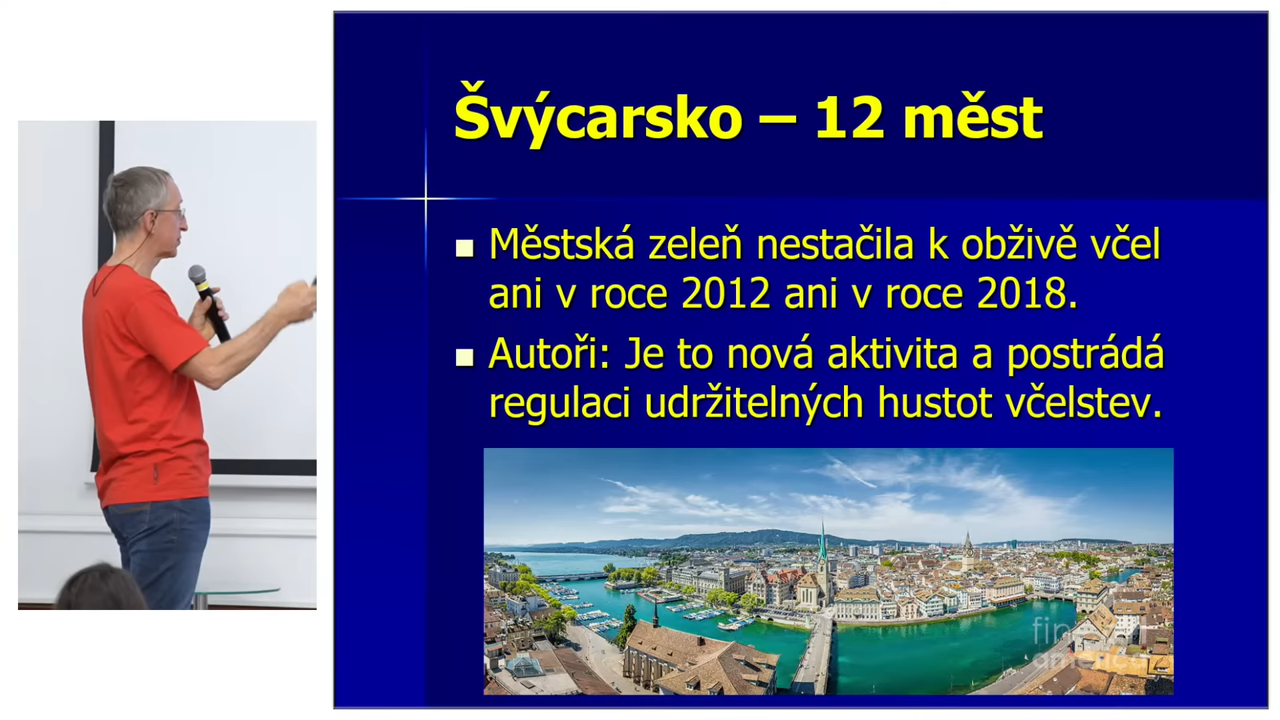 Švýcarsko – 12 měst
Městská zeleň nestačila k obživě včel
ani v roce 2012 ani v roce 2018.
Autoři: Je to nová aktivita a postrádá
regulaci udržitelných hustot včelstev.